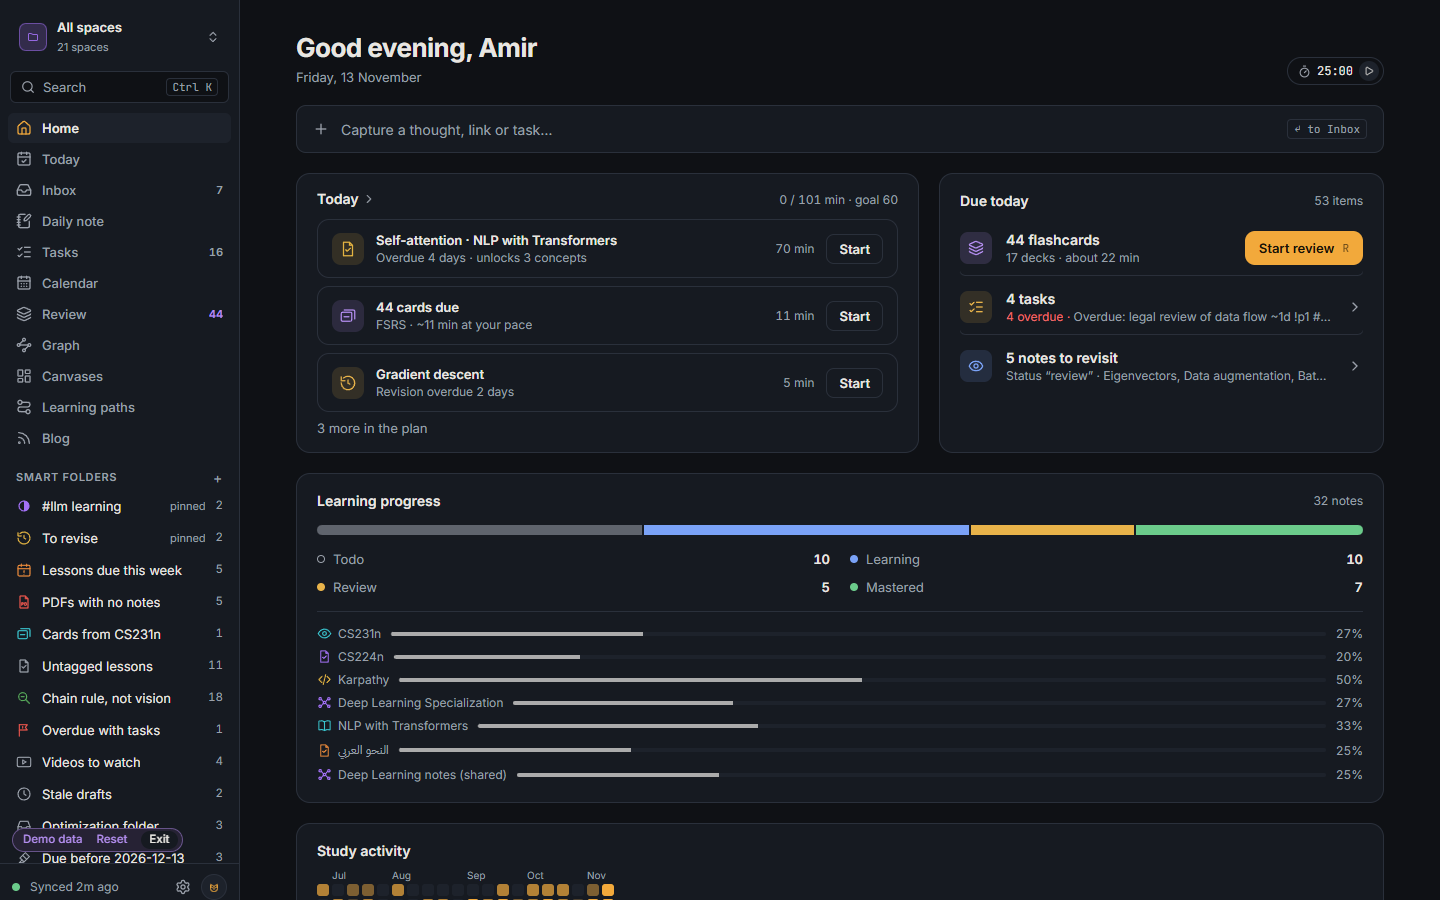 All spaces
21 spaces
Search
Ctrl K
Home
Today
Inbox 7
Daily note
Tasks 16
Calendar
Review 44
Graph
Canvases
Learning paths
Blog
SMART FOLDERS +
#llm learning pinned 2
To revise pinned 2
Lessons due this week 5
PDFs with no notes 5
Cards from CS231n 1
Untagged lessons 11
Chain rule, not vision 18
Overdue with tasks 1
Videos to watch 4
Stale drafts 2
Optimization folder 3
Demo data Reset Exit
Due before 2026-12-13 3
Synced 2m ago
Good evening, Amir
Friday, 13 November
25:00
Capture a thought, link or task...
↵ to Inbox
Today
0 / 101 min · goal 60
Self-attention · NLP with Transformers
Overdue 4 days · unlocks 3 concepts
70 min Start
44 cards due
FSRS · ~11 min at your pace
11 min Start
Gradient descent
Revision overdue 2 days
5 min Start
3 more in the plan
Due today
53 items
44 flashcards
17 decks · about 22 min
Start review R
4 tasks
4 overdue · Overdue: legal review of data flow ~1d !p1 #...
5 notes to revisit
Status “review” · Eigenvectors, Data augmentation, Bat...
Learning progress
32 notes
Todo 10
Learning 10
Review 5
Mastered 7
CS231n 27%
CS224n 20%
Karpathy 50%
Deep Learning Specialization 27%
NLP with Transformers 33%
النحو العربي 25%
Deep Learning notes (shared) 25%
Study activity
Jul Aug Sep Oct Nov